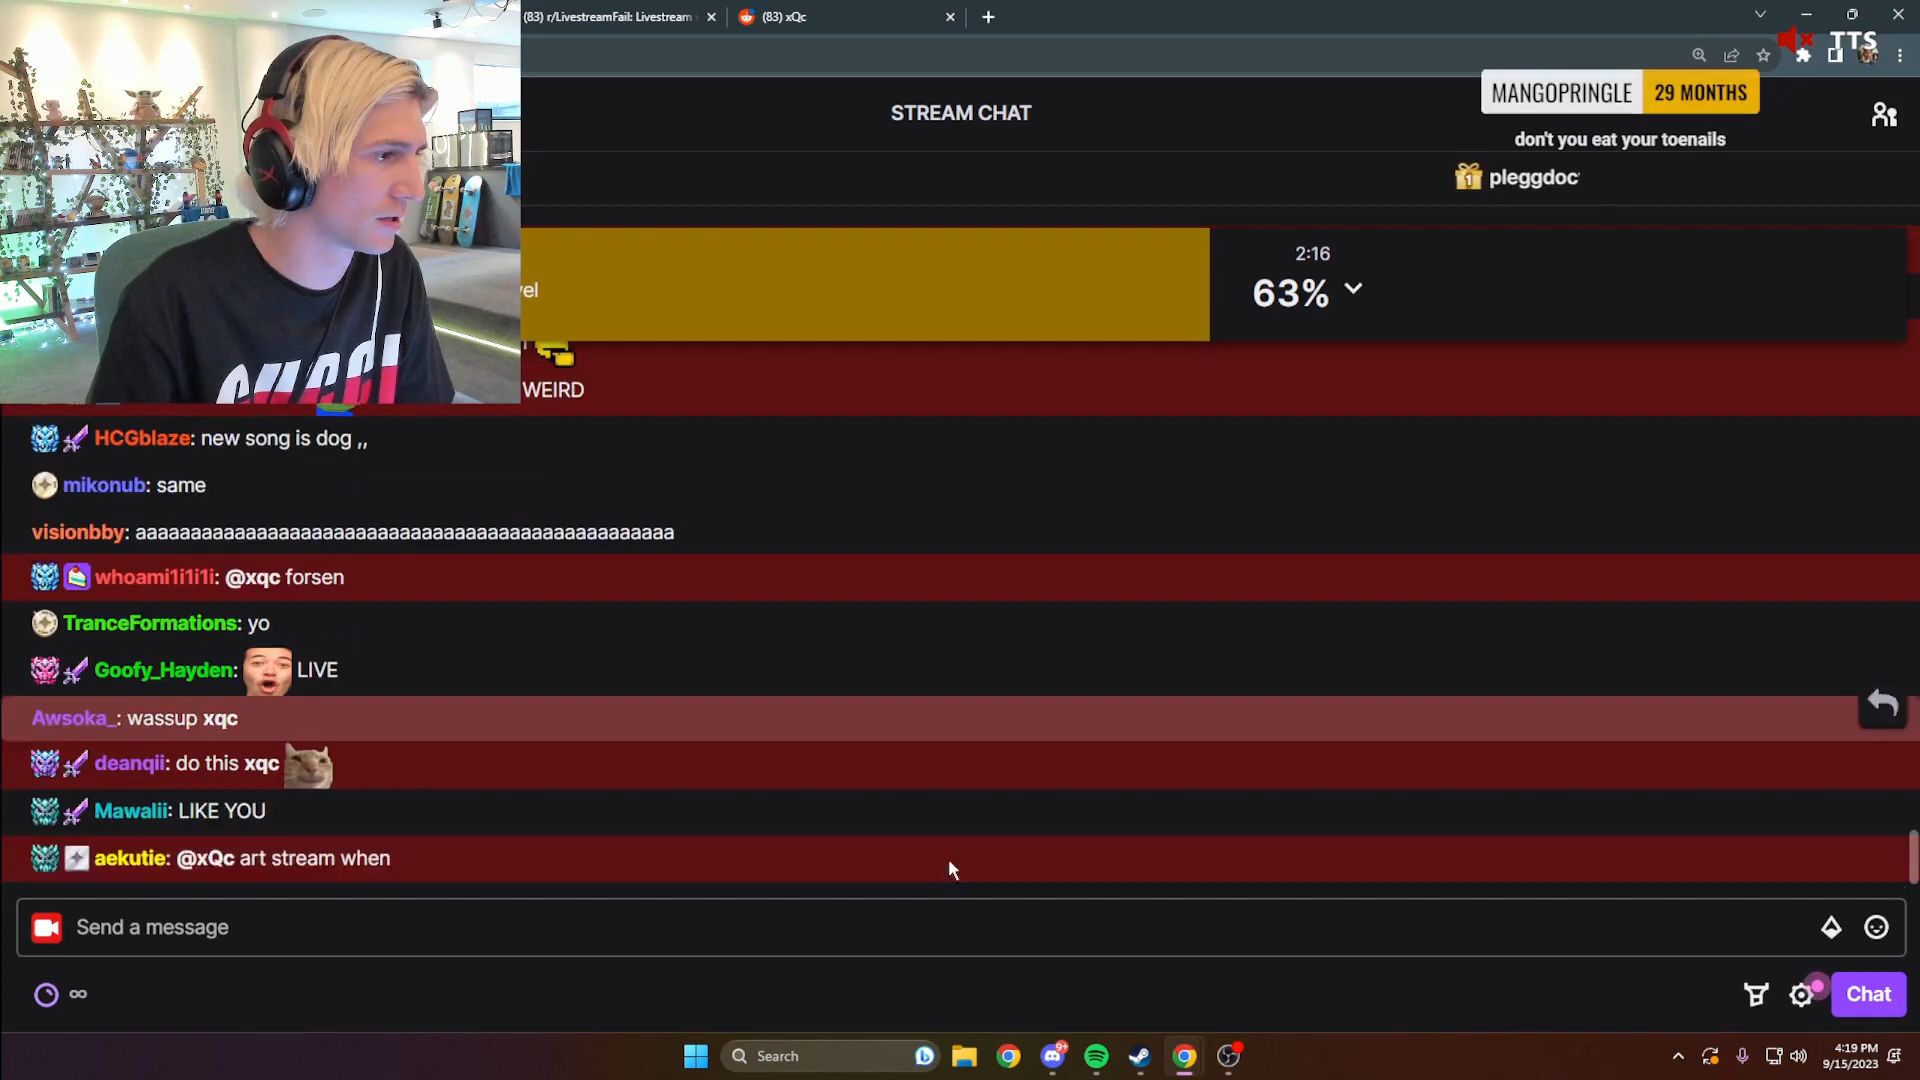 (83) r/LivestreamFail: Livestream
(83) xQc
TTS
STREAM CHAT
MANGOPRINGLE 29 MONTHS
don't you eat your toenails
pleggdoc
vel
2:16
63%
WEIRD
HCGblaze: new song is dog ,,
mikonub: same
visionbby: aaaaaaaaaaaaaaaaaaaaaaaaaaaaaaaaaaaaaaaaaaaaaaaaa
whoami1i1i1i: @xqc forsen
TranceFormations: yo
Goofy_Hayden: LIVE
Awsoka_: wassup xqc
deanqii: do this xqc
Mawalii: LIKE YOU
aekutie: @xQc art stream when
Send a message
∞
Chat
Search
9+
4:19 PM
9/15/2023